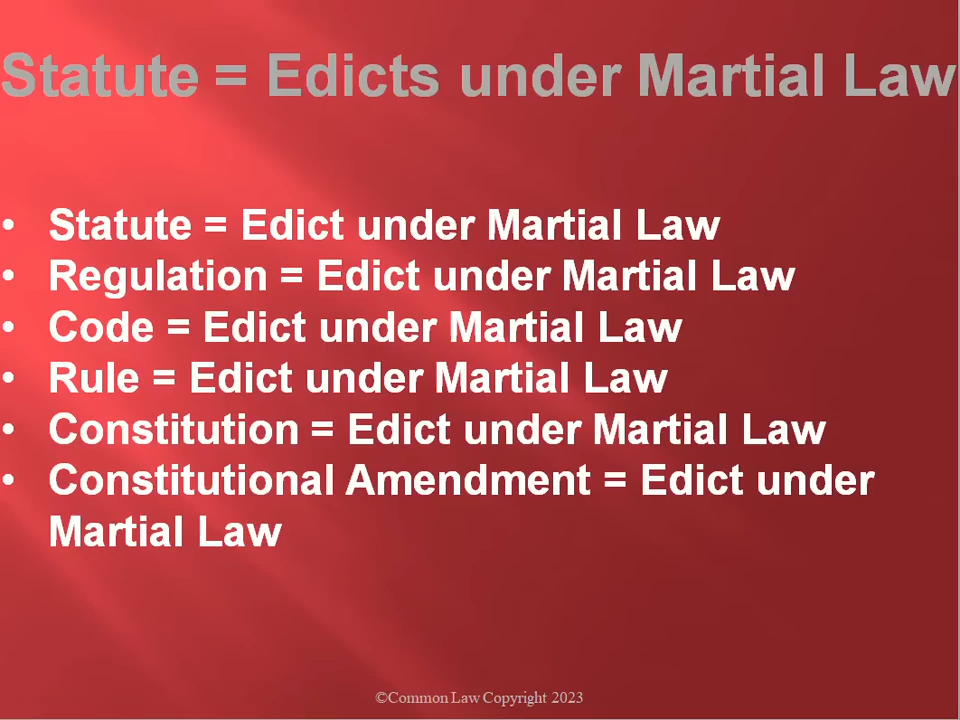 Statute = Edicts under Martial Law
• Statute = Edict under Martial Law
• Regulation = Edict under Martial Law
• Code = Edict under Martial Law
• Rule = Edict under Martial Law
• Constitution = Edict under Martial Law
• Constitutional Amendment = Edict under
Martial Law
©Common Law Copyright 2023